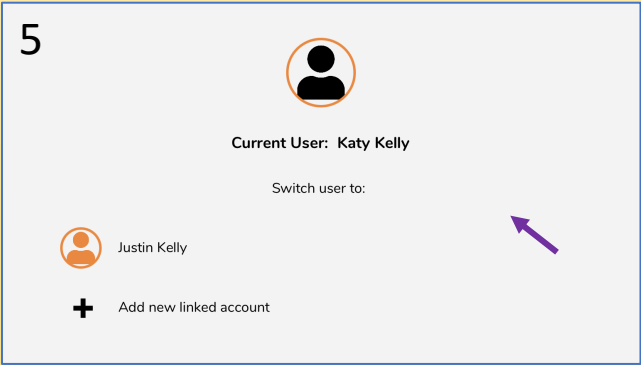 5
Current User:  Katy Kelly
Switch user to:
Justin Kelly
Add new linked account